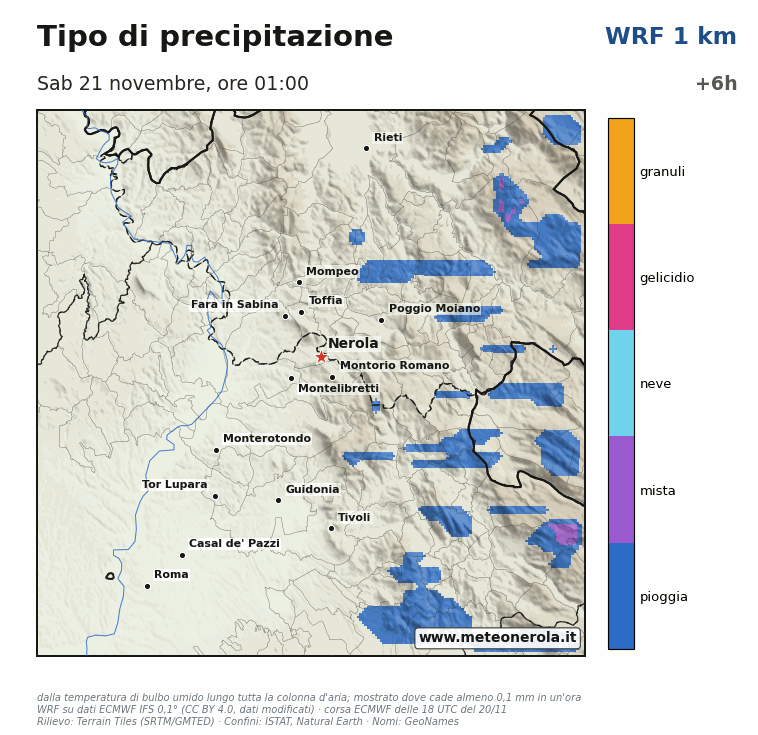 Tipo di precipitazione
WRF 1 km
Sab 21 novembre, ore 01:00
+6h
Rieti
Mompeo
Fara in Sabina
Toffia
Poggio Moiano
Nerola
Montorio Romano
Montelibretti
Monterotondo
Tor Lupara
Guidonia
Tivoli
Casal de' Pazzi
Roma
www.meteonerola.it
granuli
gelicidio
neve
mista
pioggia
dalla temperatura di bulbo umido lungo tutta la colonna d'aria; mostrato dove cade almeno 0,1 mm in un'ora
WRF su dati ECMWF IFS 0,1° (CC BY 4.0, dati modificati) · corsa ECMWF delle 18 UTC del 20/11
Rilievo: Terrain Tiles (SRTM/GMTED) · Confini: ISTAT, Natural Earth · Nomi: GeoNames